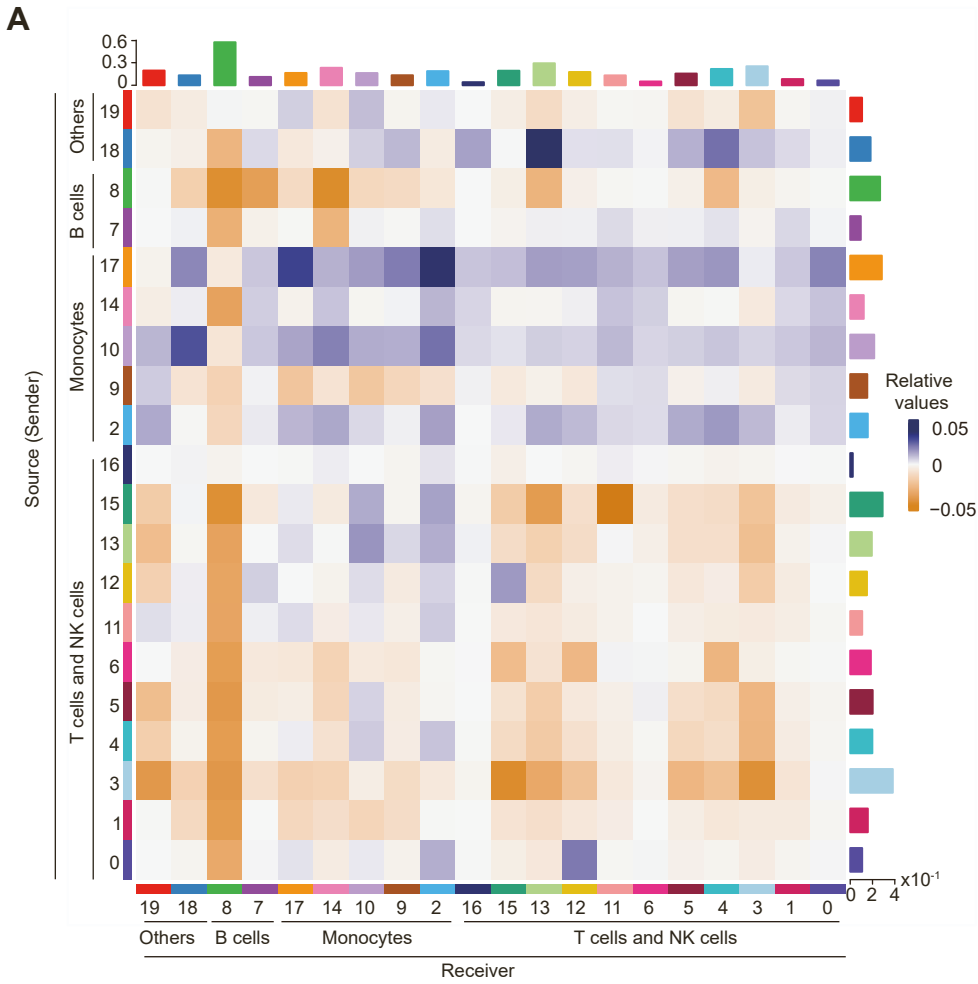 A
0.6
0.3
0
Source (Sender)
Others
B cells
Monocytes
T cells and NK cells
19
18
8
7
17
14
10
9
2
16
15
13
12
11
6
5
4
3
1
0
Relative
values
0.05
0
−0.05
0 2 4 x10⁻¹
19 18 8 7 17 14 10 9 2 16 15 13 12 11 6 5 4 3 1 0
Others B cells Monocytes T cells and NK cells
Receiver